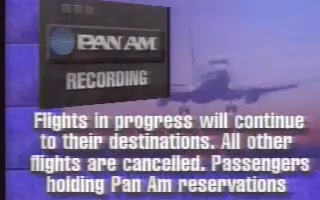 PAN AM
RECORDING
Flights in progress will continue
to their destinations. All other
flights are cancelled. Passengers
holding Pan Am reservations